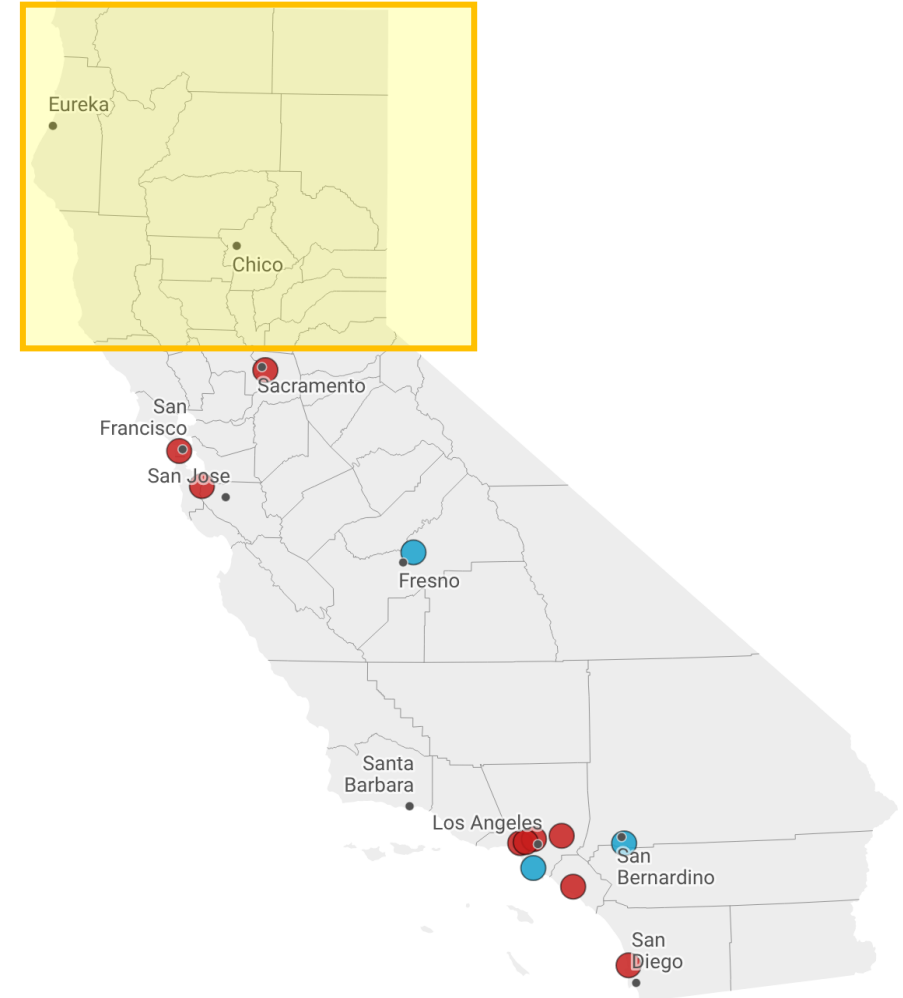 Eureka
Chico
Sacramento
San
Francisco
San Jose
Fresno
Santa
Barbara
Los Angeles
San
Bernardino
San
Diego